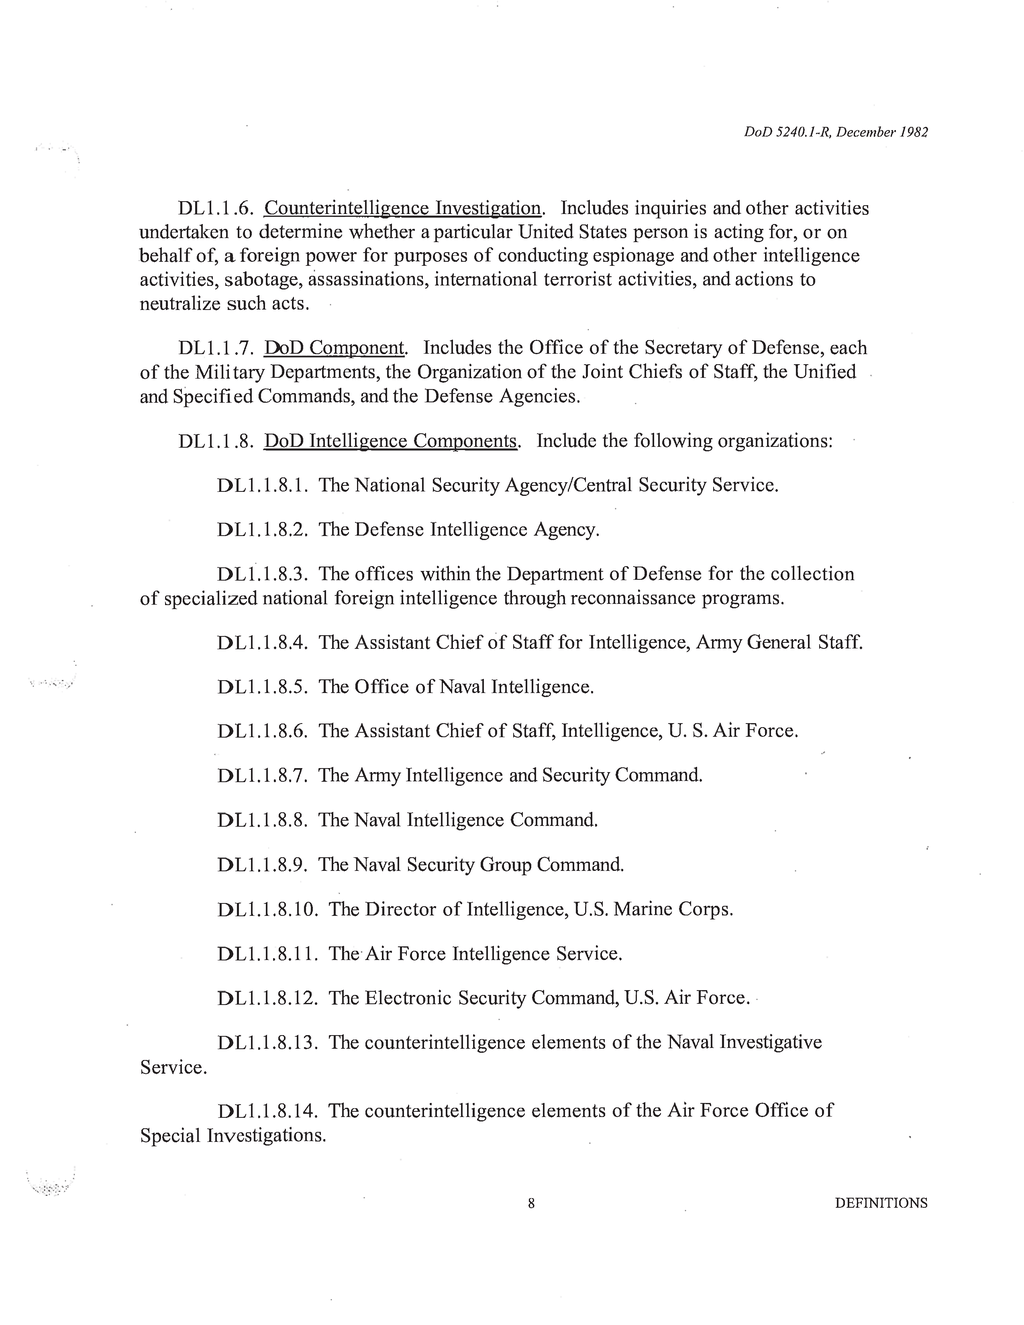 DoD 5240.1-R, December 1982
DL1.1.6. Counterintelligence Investigation. Includes inquiries and other activities
undertaken to determine whether a particular United States person is acting for, or on
behalf of, a foreign power for purposes of conducting espionage and other intelligence
activities, sabotage, assassinations, international terrorist activities, and actions to
neutralize such acts.
DL1.1.7. DoD Component. Includes the Office of the Secretary of Defense, each
of the Military Departments, the Organization of the Joint Chiefs of Staff, the Unified
and Specified Commands, and the Defense Agencies.
DL1.1.8. DoD Intelligence Components. Include the following organizations:
DL1.1.8.1. The National Security Agency/Central Security Service.
DL1.1.8.2. The Defense Intelligence Agency.
DL1.1.8.3. The offices within the Department of Defense for the collection
of specialized national foreign intelligence through reconnaissance programs.
DL1.1.8.4. The Assistant Chief of Staff for Intelligence, Army General Staff.
DL1.1.8.5. The Office of Naval Intelligence.
DL1.1.8.6. The Assistant Chief of Staff, Intelligence, U. S. Air Force.
DL1.1.8.7. The Army Intelligence and Security Command.
DL1.1.8.8. The Naval Intelligence Command.
DL1.1.8.9. The Naval Security Group Command.
DL1.1.8.10. The Director of Intelligence, U.S. Marine Corps.
DL1.1.8.11. The Air Force Intelligence Service.
DL1.1.8.12. The Electronic Security Command, U.S. Air Force.
DL1.1.8.13. The counterintelligence elements of the Naval Investigative
Service.
DL1.1.8.14. The counterintelligence elements of the Air Force Office of
Special Investigations.
8 DEFINITIONS